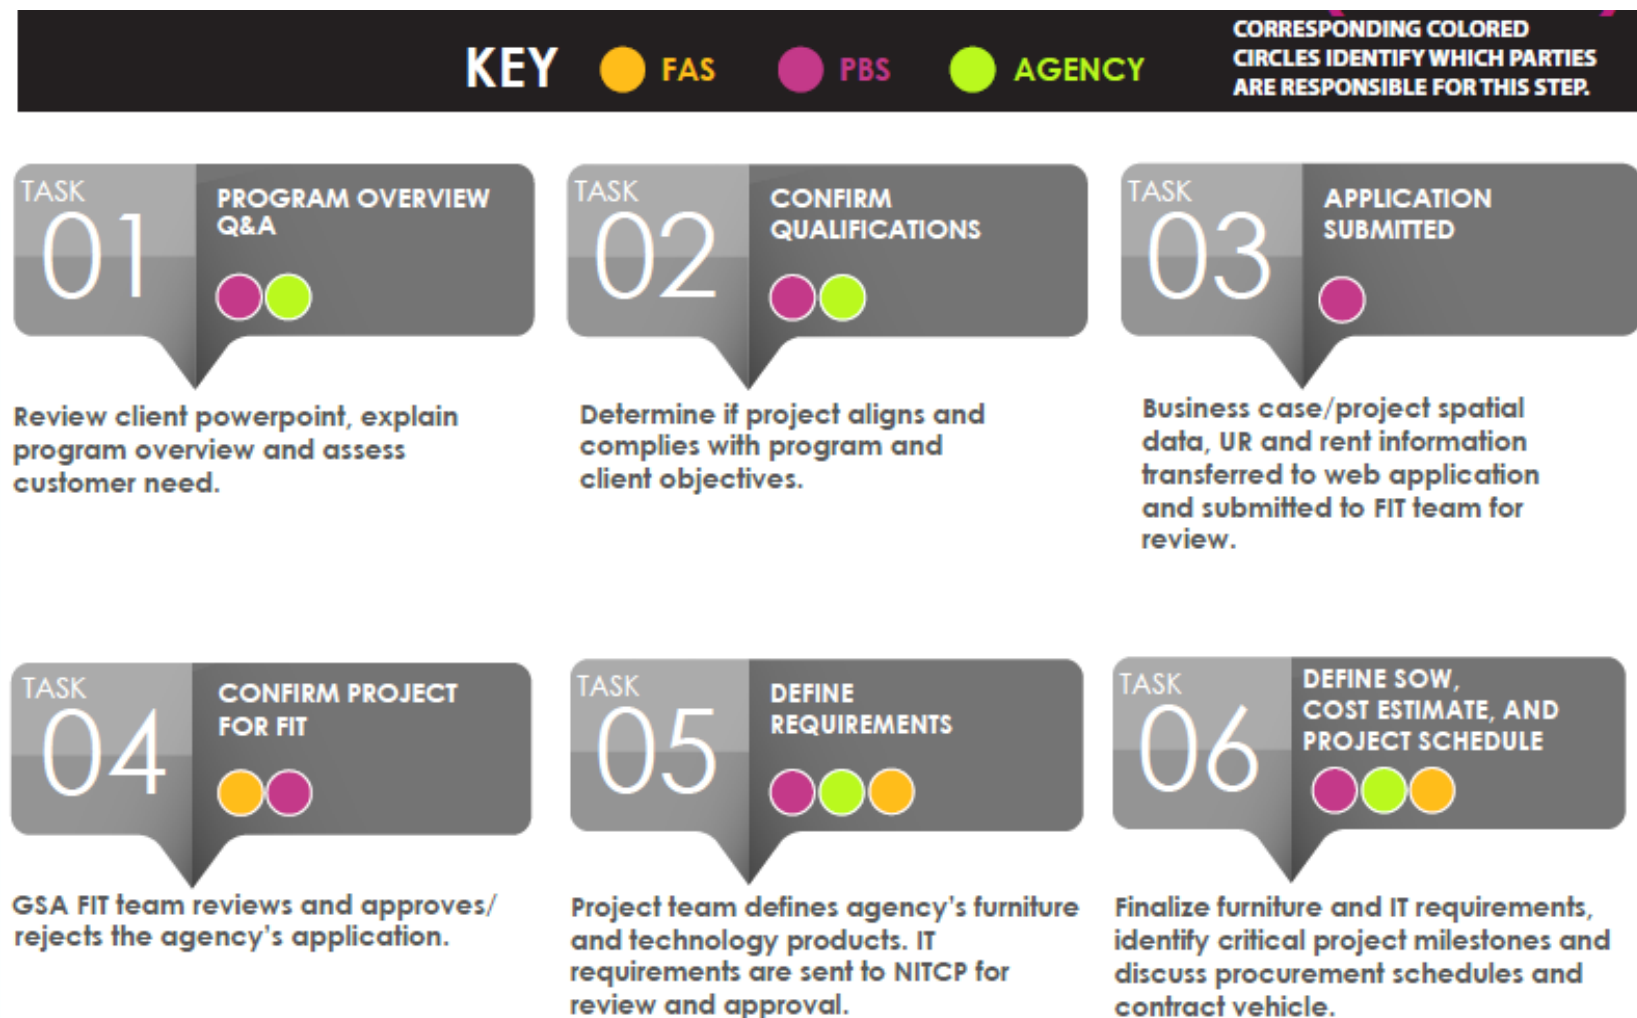 KEY FAS PBS AGENCY
CORRESPONDING COLORED
CIRCLES IDENTIFY WHICH PARTIES
ARE RESPONSIBLE FOR THIS STEP.
TASK
01
PROGRAM OVERVIEW
Q&A
Review client powerpoint, explain
program overview and assess
customer need.
TASK
02
CONFIRM
QUALIFICATIONS
Determine if project aligns and
complies with program and
client objectives.
TASK
03
APPLICATION
SUBMITTED
Business case/project spatial
data, UR and rent information
transferred to web application
and submitted to FIT team for
review.
TASK
04
CONFIRM PROJECT
FOR FIT
GSA FIT team reviews and approves/
rejects the agency's application.
TASK
05
DEFINE
REQUIREMENTS
Project team defines agency's furniture
and technology products. IT
requirements are sent to NITCP for
review and approval.
TASK
06
DEFINE SOW,
COST ESTIMATE, AND
PROJECT SCHEDULE
Finalize furniture and IT requirements,
identify critical project milestones and
discuss procurement schedules and
contract vehicle.